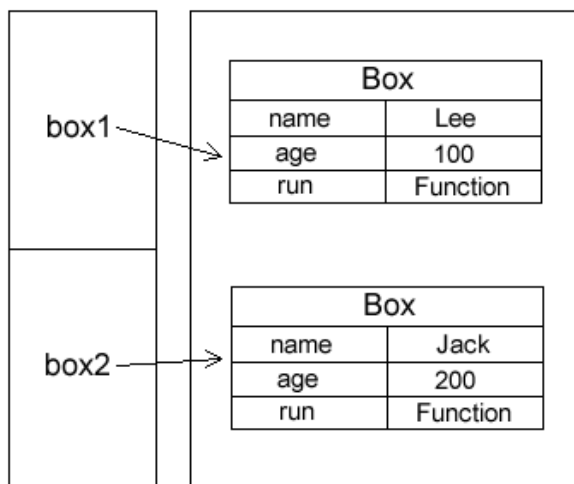 box1
Box
name Lee
age 100
run Function
box2
Box
name Jack
age 200
run Function